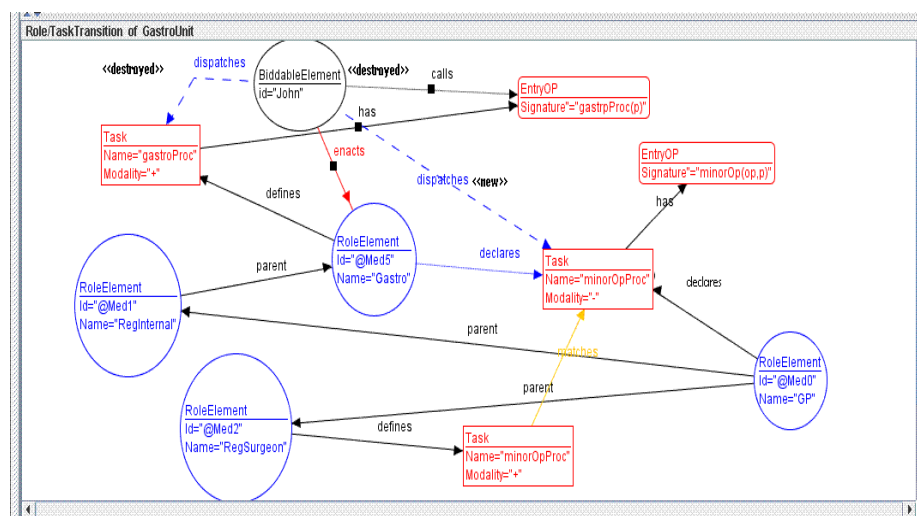 Role/TaskTransition of GastroUnit
«destroyed»
dispatches
BiddableElement
id="John"
«destroyed»
calls
EntryOP
Signature"="gastrpProc(p)"
has
Task
Name="gastroProc"
Modality="+"
enacts
EntryOP
Signature"="minorOp(op,p)"
dispatches «new»
defines
has
RoleElement
Id="@Med5"
Name="Gastro"
declares
Task
Name="minorOpProc"
Modality="-"
declares
parent
RoleElement
Id="@Med1"
Name="RegInternal"
parent
matches
RoleElement
Id="@Med0"
Name="GP"
parent
RoleElement
Id="@Med2"
Name="RegSurgeon"
defines
Task
Name="minorOpProc"
Modality="+"